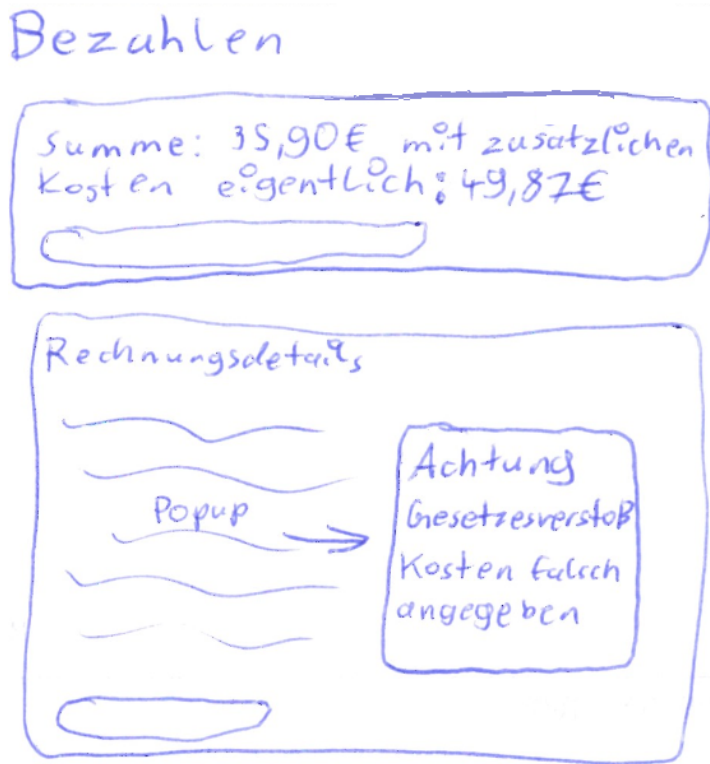 Bezahlen
Summe: 35,90€ mit zusätzlichen
Kosten eigentlich: 49,87€
Rechnungsdetails
Popup
Achtung
Gesetzesverstoß
Kosten falsch
angegeben